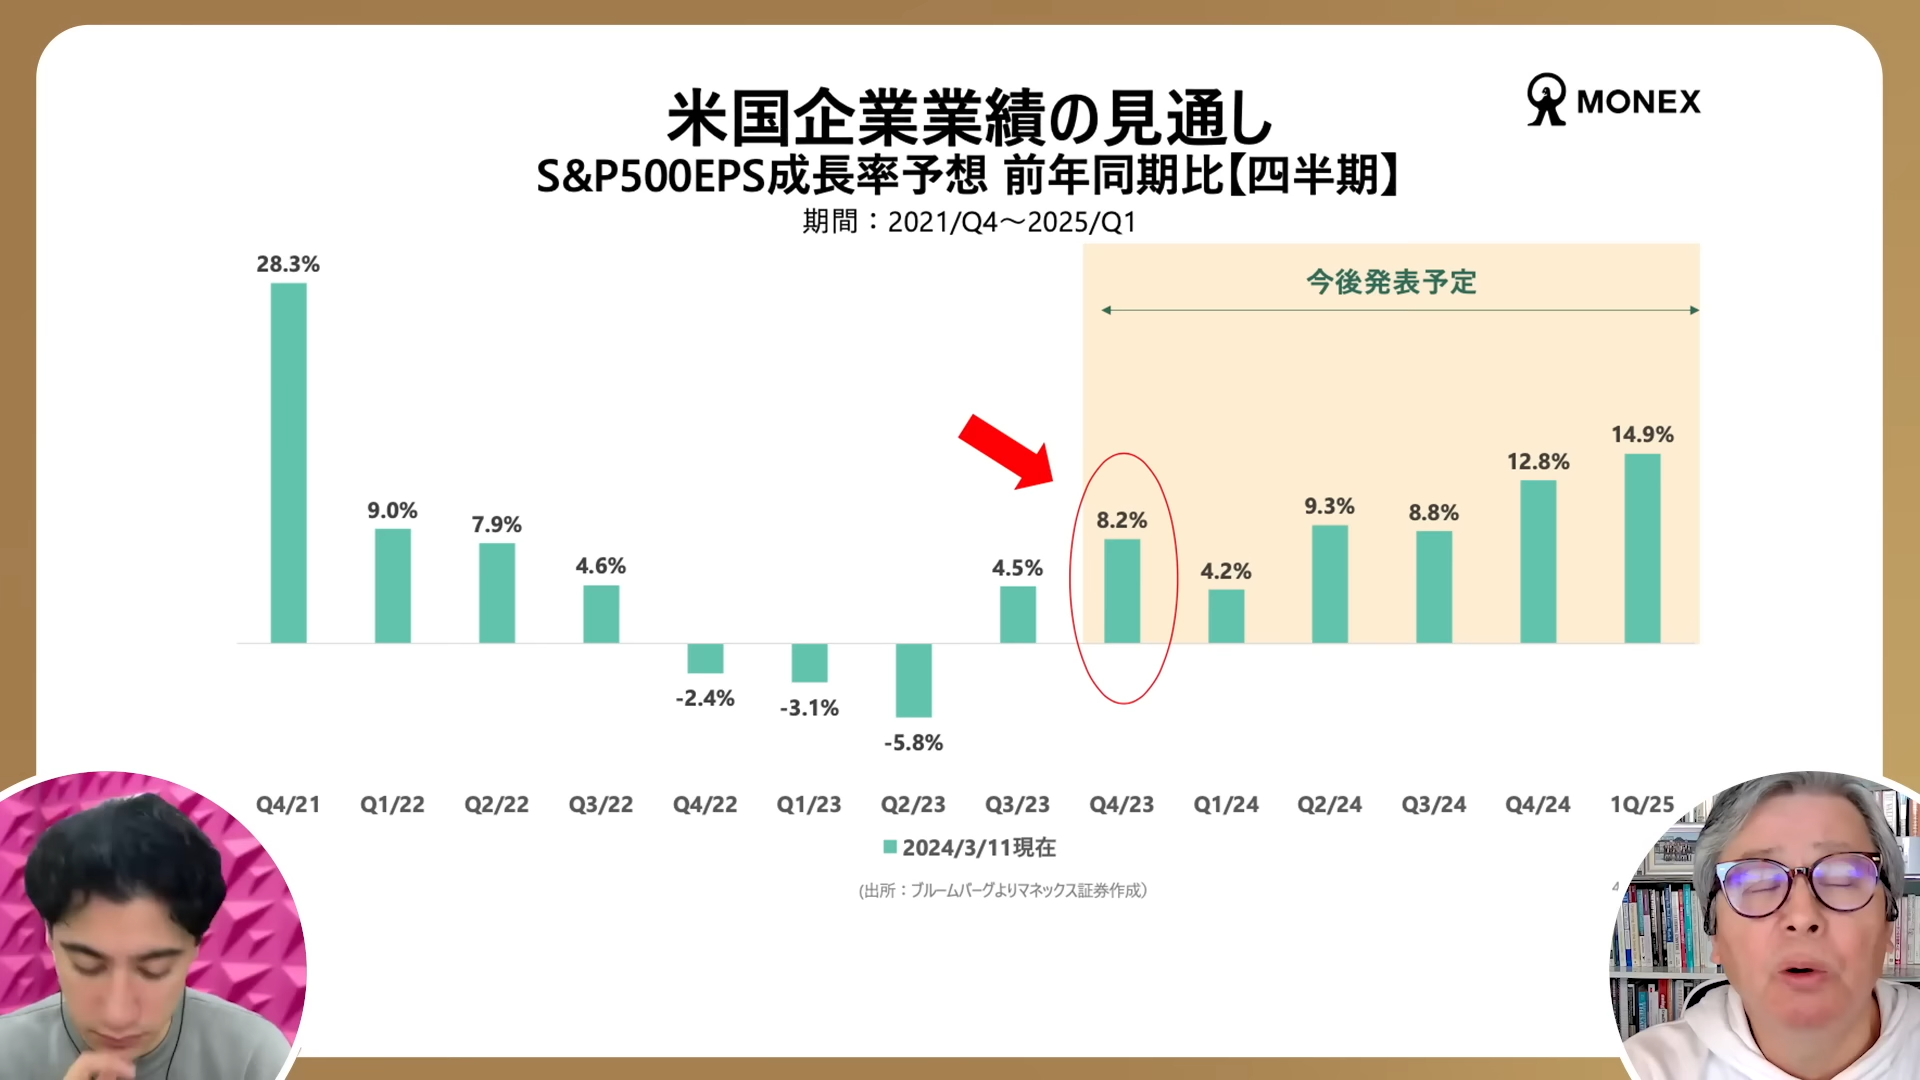 米国企業業績の見通し
MONEX
S&P500EPS成長率予想 前年同期比【四半期】
期間：2021/Q4～2025/Q1
今後発表予定
28.3%
9.0%
7.9%
4.6%
-2.4%
-3.1%
-5.8%
4.5%
8.2%
4.2%
9.3%
8.8%
12.8%
14.9%
Q4/21 Q1/22 Q2/22 Q3/22 Q4/22 Q1/23 Q2/23 Q3/23 Q4/23 Q1/24 Q2/24 Q3/24 Q4/24 1Q/25
2024/3/11現在
(出所：ブルームバーグよりマネックス証券作成)